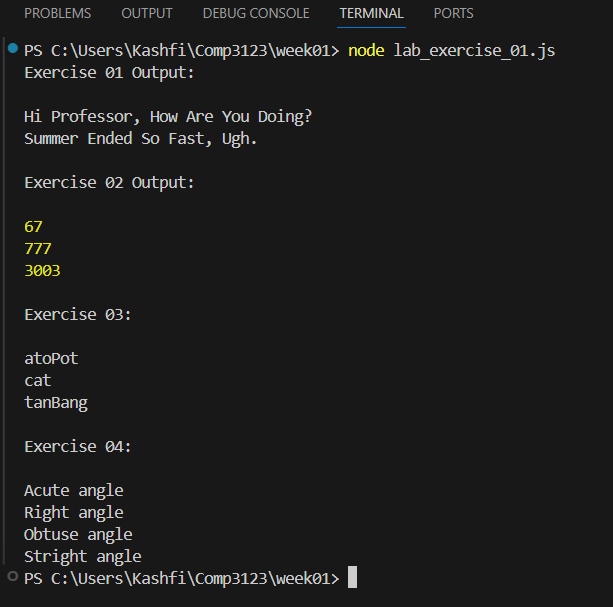 PROBLEMS OUTPUT DEBUG CONSOLE TERMINAL PORTS
PS C:\Users\Kashfi\Comp3123\week01> node lab_exercise_01.js
Exercise 01 Output:
Hi Professor, How Are You Doing?
Summer Ended So Fast, Ugh.
Exercise 02 Output:
67
777
3003
Exercise 03:
atoPot
cat
tanBang
Exercise 04:
Acute angle
Right angle
Obtuse angle
Stright angle
PS C:\Users\Kashfi\Comp3123\week01>